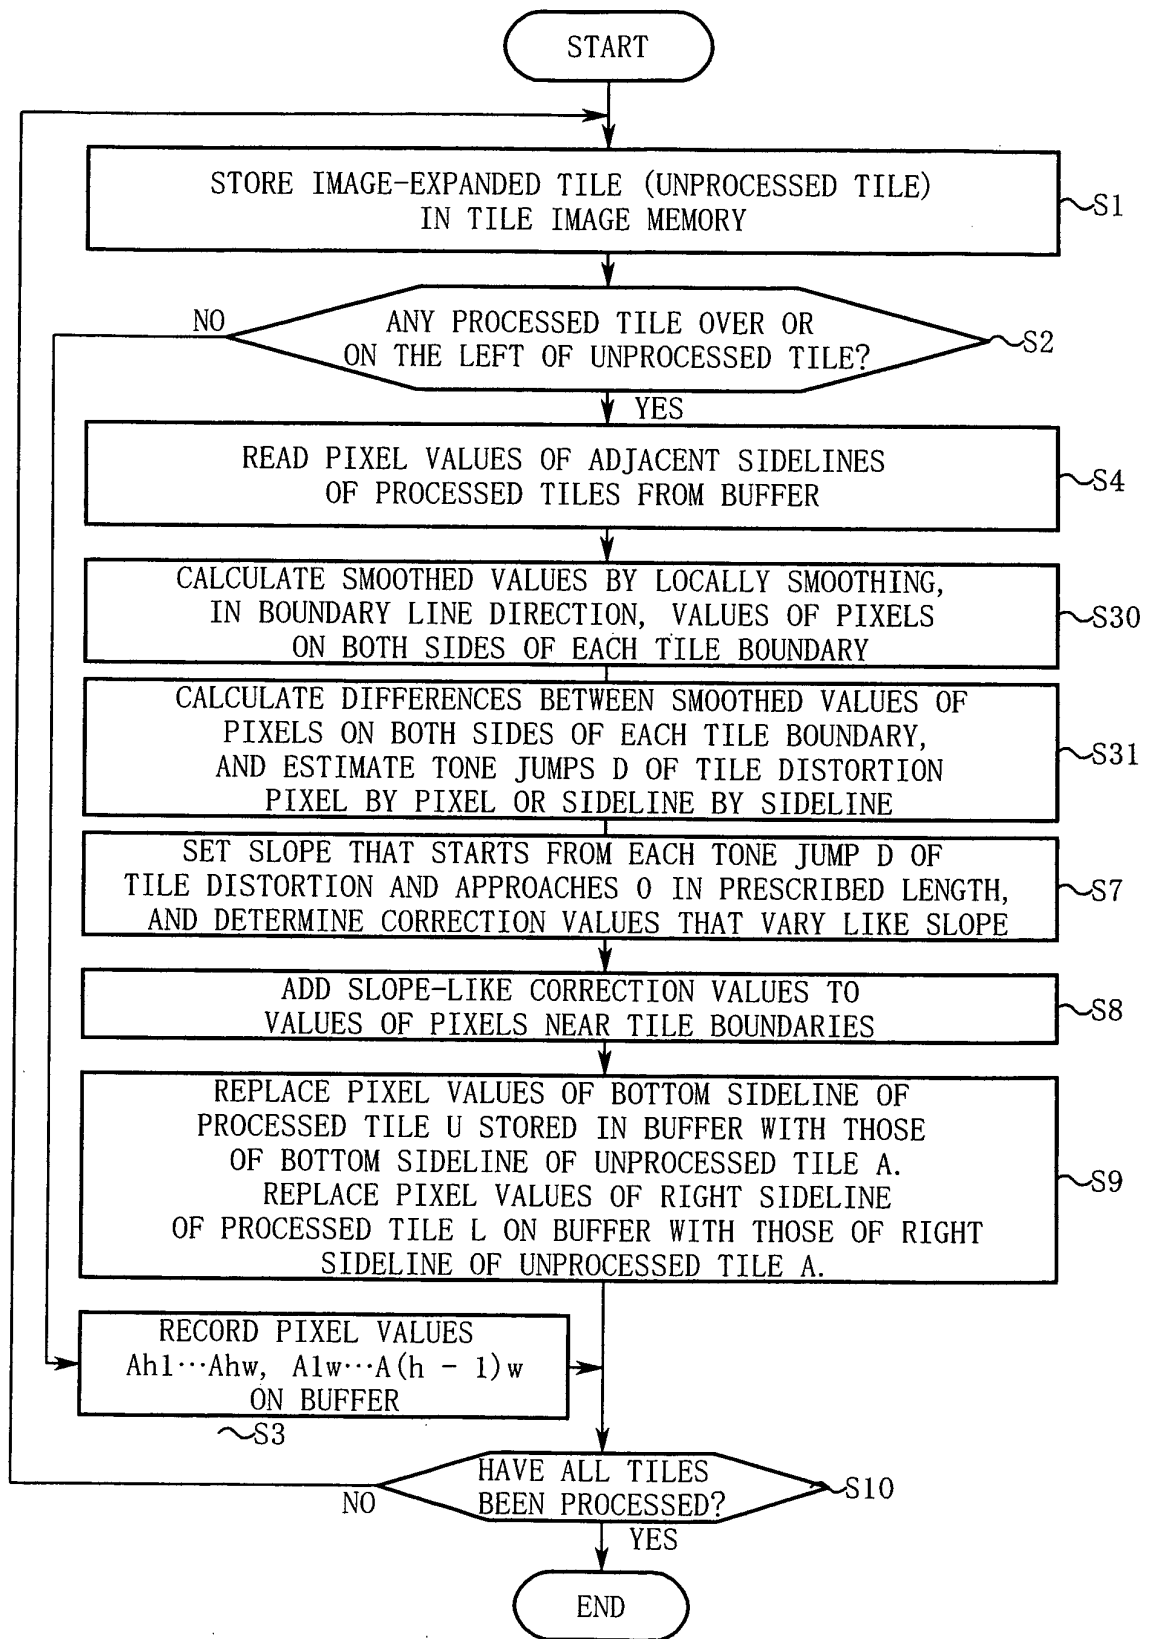 START
STORE IMAGE-EXPANDED TILE (UNPROCESSED TILE)
IN TILE IMAGE MEMORY
S1
NO
ANY PROCESSED TILE OVER OR
ON THE LEFT OF UNPROCESSED TILE?
S2
YES
READ PIXEL VALUES OF ADJACENT SIDELINES
OF PROCESSED TILES FROM BUFFER
S4
CALCULATE SMOOTHED VALUES BY LOCALLY SMOOTHING,
IN BOUNDARY LINE DIRECTION, VALUES OF PIXELS
ON BOTH SIDES OF EACH TILE BOUNDARY
S30
CALCULATE DIFFERENCES BETWEEN SMOOTHED VALUES OF
PIXELS ON BOTH SIDES OF EACH TILE BOUNDARY,
AND ESTIMATE TONE JUMPS D OF TILE DISTORTION
PIXEL BY PIXEL OR SIDELINE BY SIDELINE
S31
SET SLOPE THAT STARTS FROM EACH TONE JUMP D OF
TILE DISTORTION AND APPROACHES 0 IN PRESCRIBED LENGTH,
AND DETERMINE CORRECTION VALUES THAT VARY LIKE SLOPE
S7
ADD SLOPE-LIKE CORRECTION VALUES TO
VALUES OF PIXELS NEAR TILE BOUNDARIES
S8
REPLACE PIXEL VALUES OF BOTTOM SIDELINE OF
PROCESSED TILE U STORED IN BUFFER WITH THOSE
OF BOTTOM SIDELINE OF UNPROCESSED TILE A.
REPLACE PIXEL VALUES OF RIGHT SIDELINE
OF PROCESSED TILE L ON BUFFER WITH THOSE OF RIGHT
SIDELINE OF UNPROCESSED TILE A.
S9
RECORD PIXEL VALUES
Ah1···Ahw, A1w···A(h - 1)w
ON BUFFER
S3
HAVE ALL TILES
BEEN PROCESSED?
S10
NO
YES
END